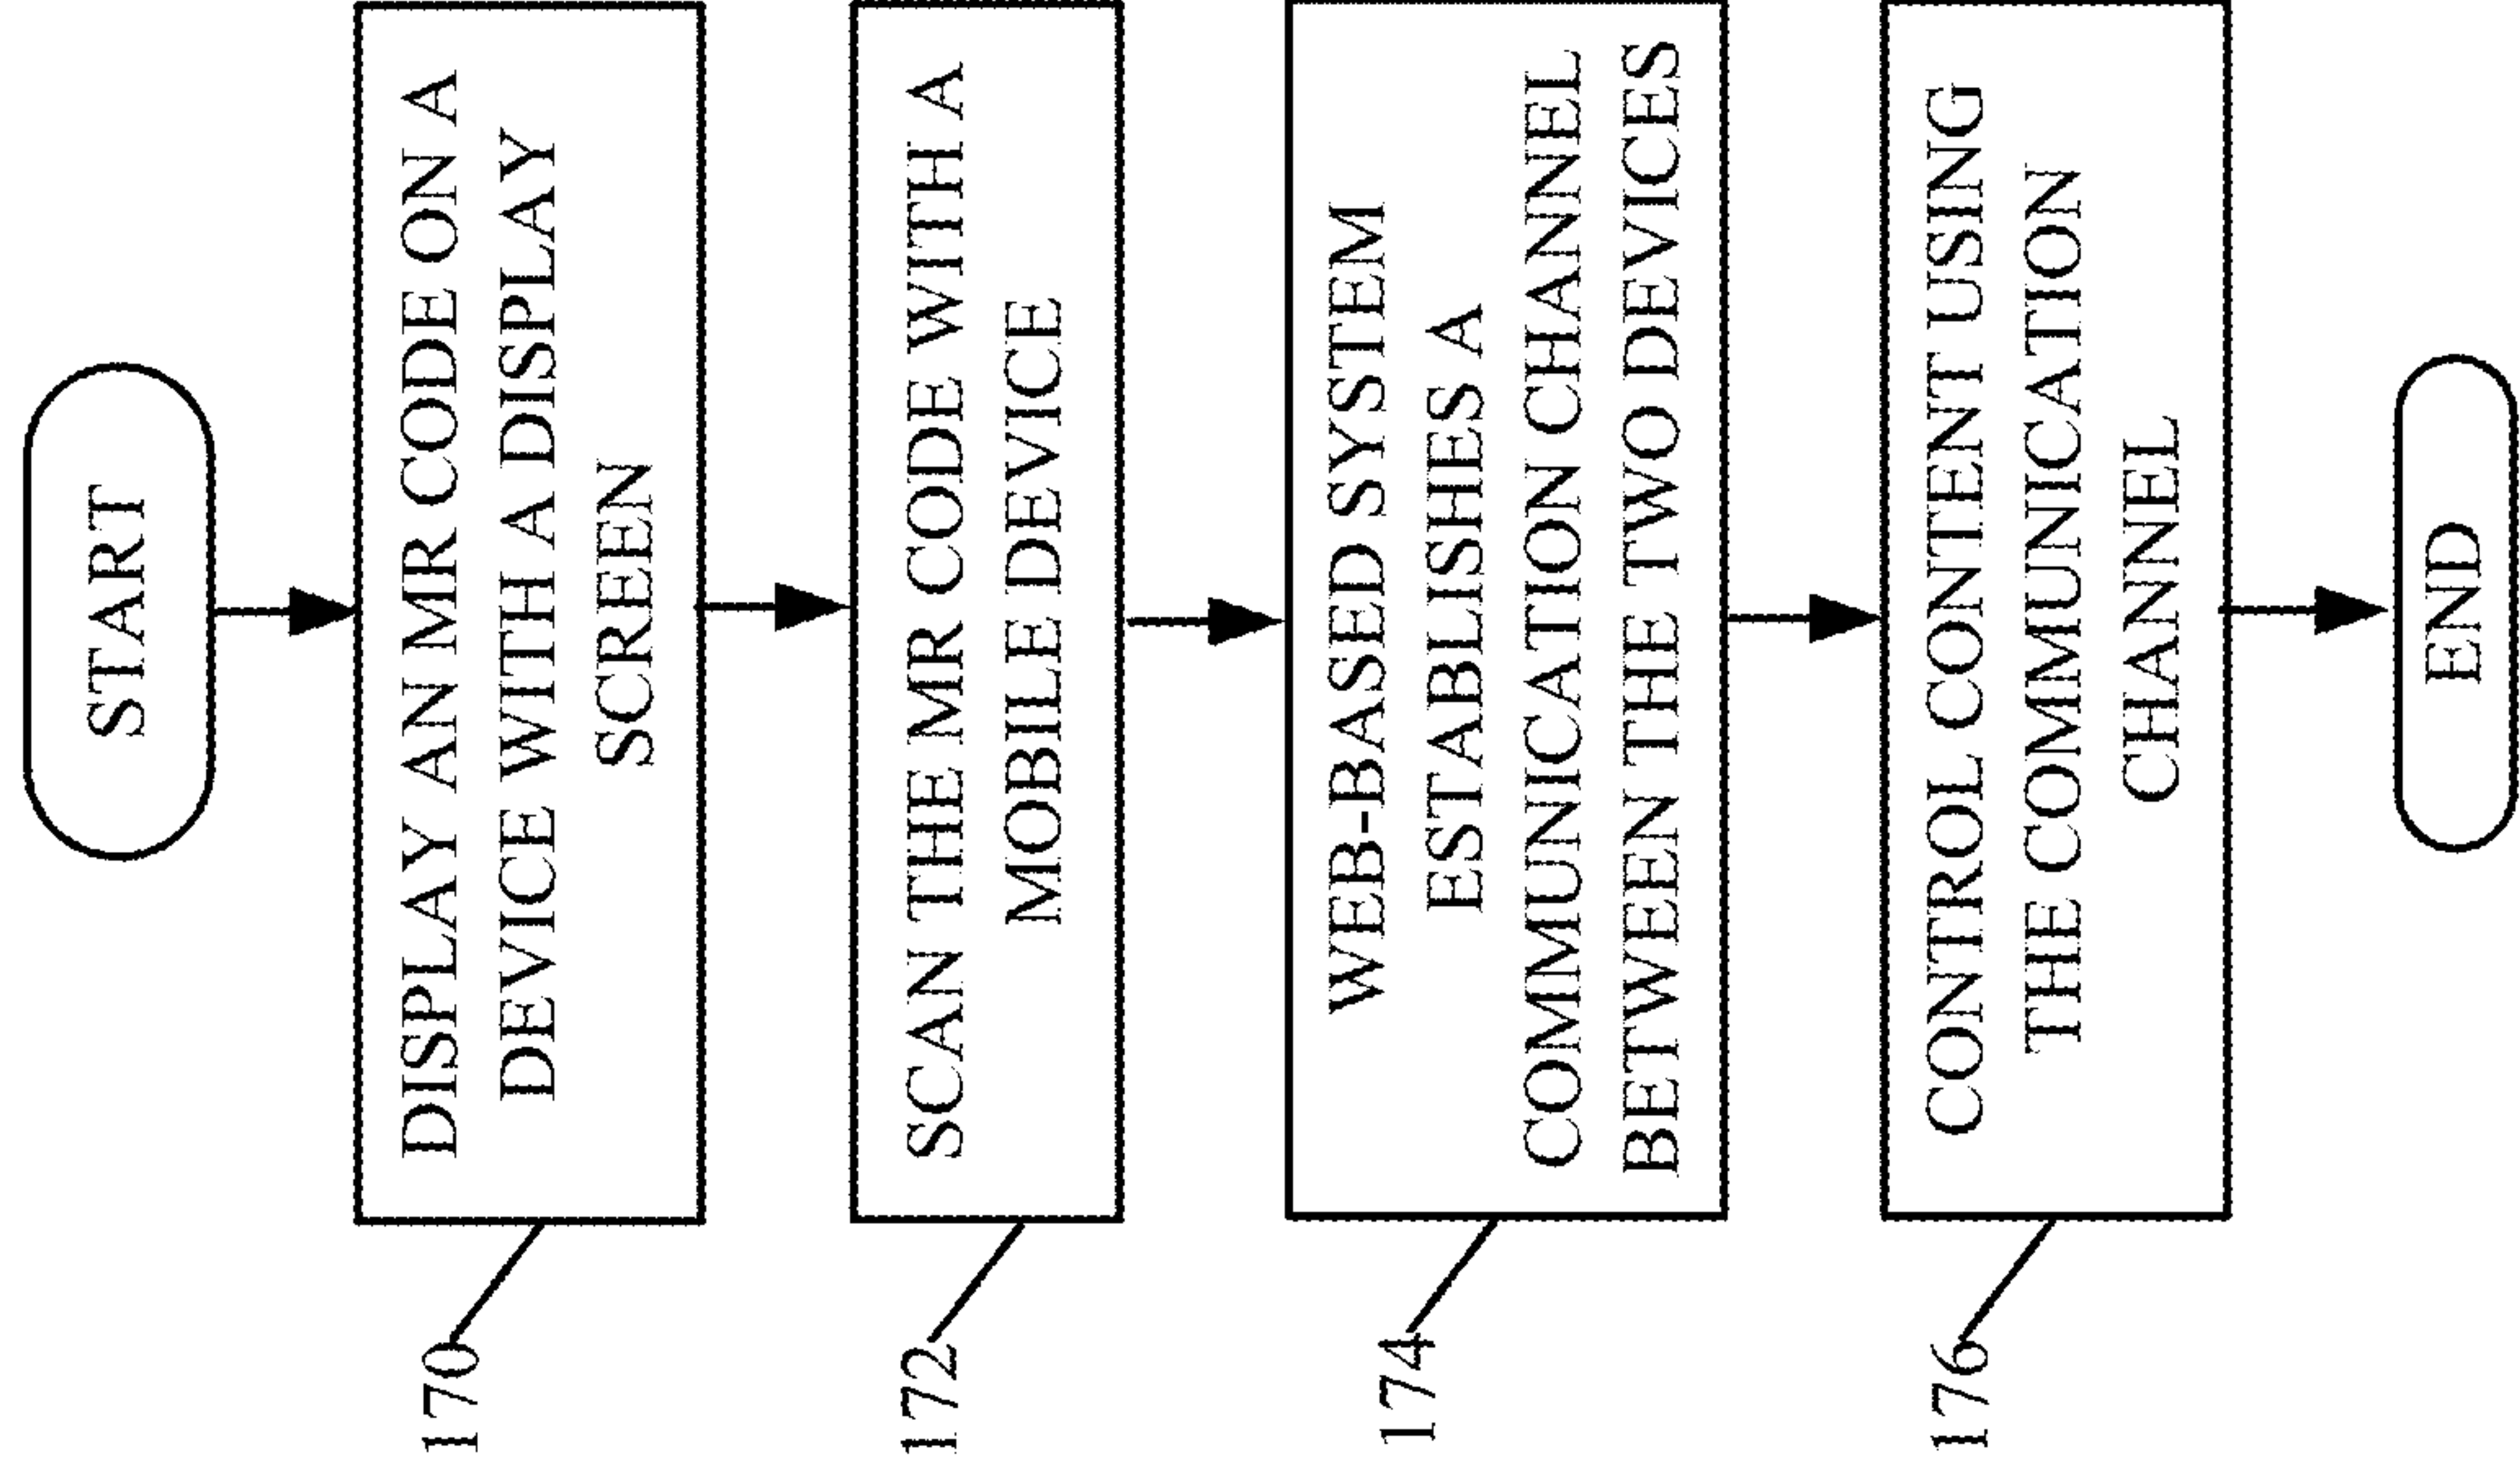 START
DISPLAY AN MR CODE ON A
DEVICE WITH A DISPLAY
SCREEN
170
SCAN THE MR CODE WITH A
MOBILE DEVICE
172
WEB-BASED SYSTEM
ESTABLISHES A
COMMUNICATION CHANNEL
BETWEEN THE TWO DEVICES
174
CONTROL CONTENT USING
THE COMMUNICATION
CHANNEL
176
END